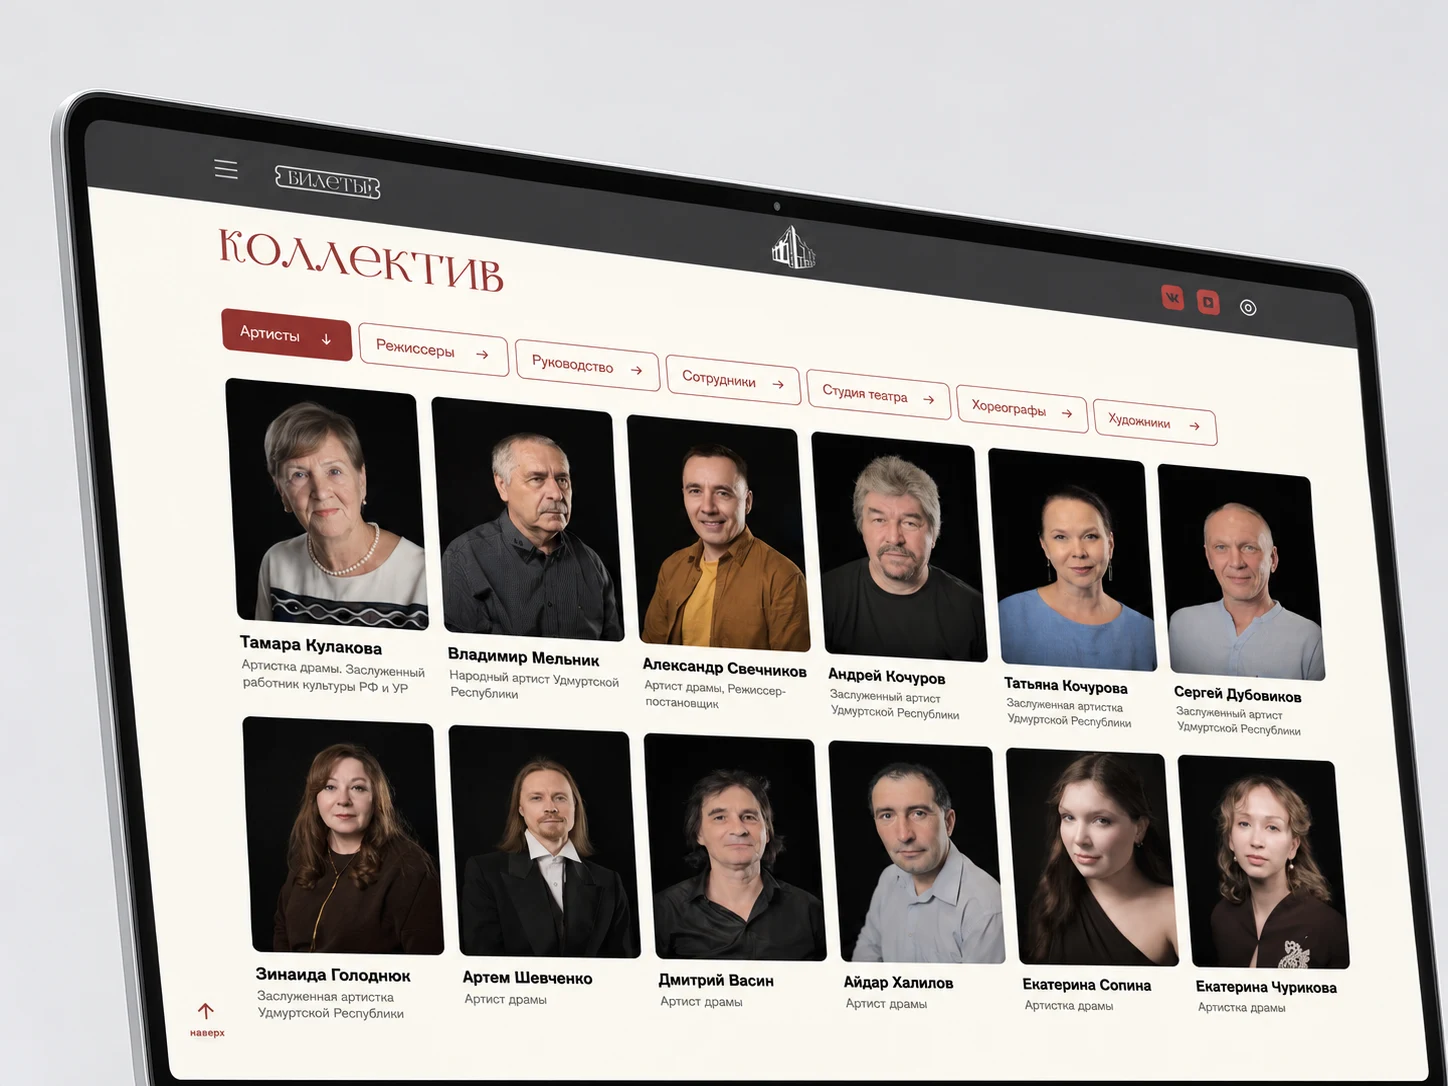 БИЛЕТЫ
КОЛЛЕКТИВ
Артисты
Режиссеры
Руководство
Сотрудники
Студия театра
Хореографы
Художники
Тамара Кулакова
Артистка драмы. Заслуженный
работник культуры РФ и УР
Владимир Мельник
Народный артист Удмуртской
Республики
Александр Свечников
Артист драмы, Режиссер-
постановщик
Андрей Кочуров
Заслуженный артист
Удмуртской Республики
Татьяна Кочурова
Заслуженная артистка
Удмуртской Республики
Сергей Дубовиков
Заслуженный артист
Удмуртской Республики
Зинаида Голоднюк
Заслуженная артистка
Удмуртской Республики
Артем Шевченко
Артист драмы
Дмитрий Васин
Артист драмы
Айдар Халилов
Артист драмы
Екатерина Сопина
Артистка драмы
Екатерина Чурикова
Артистка драмы
наверх